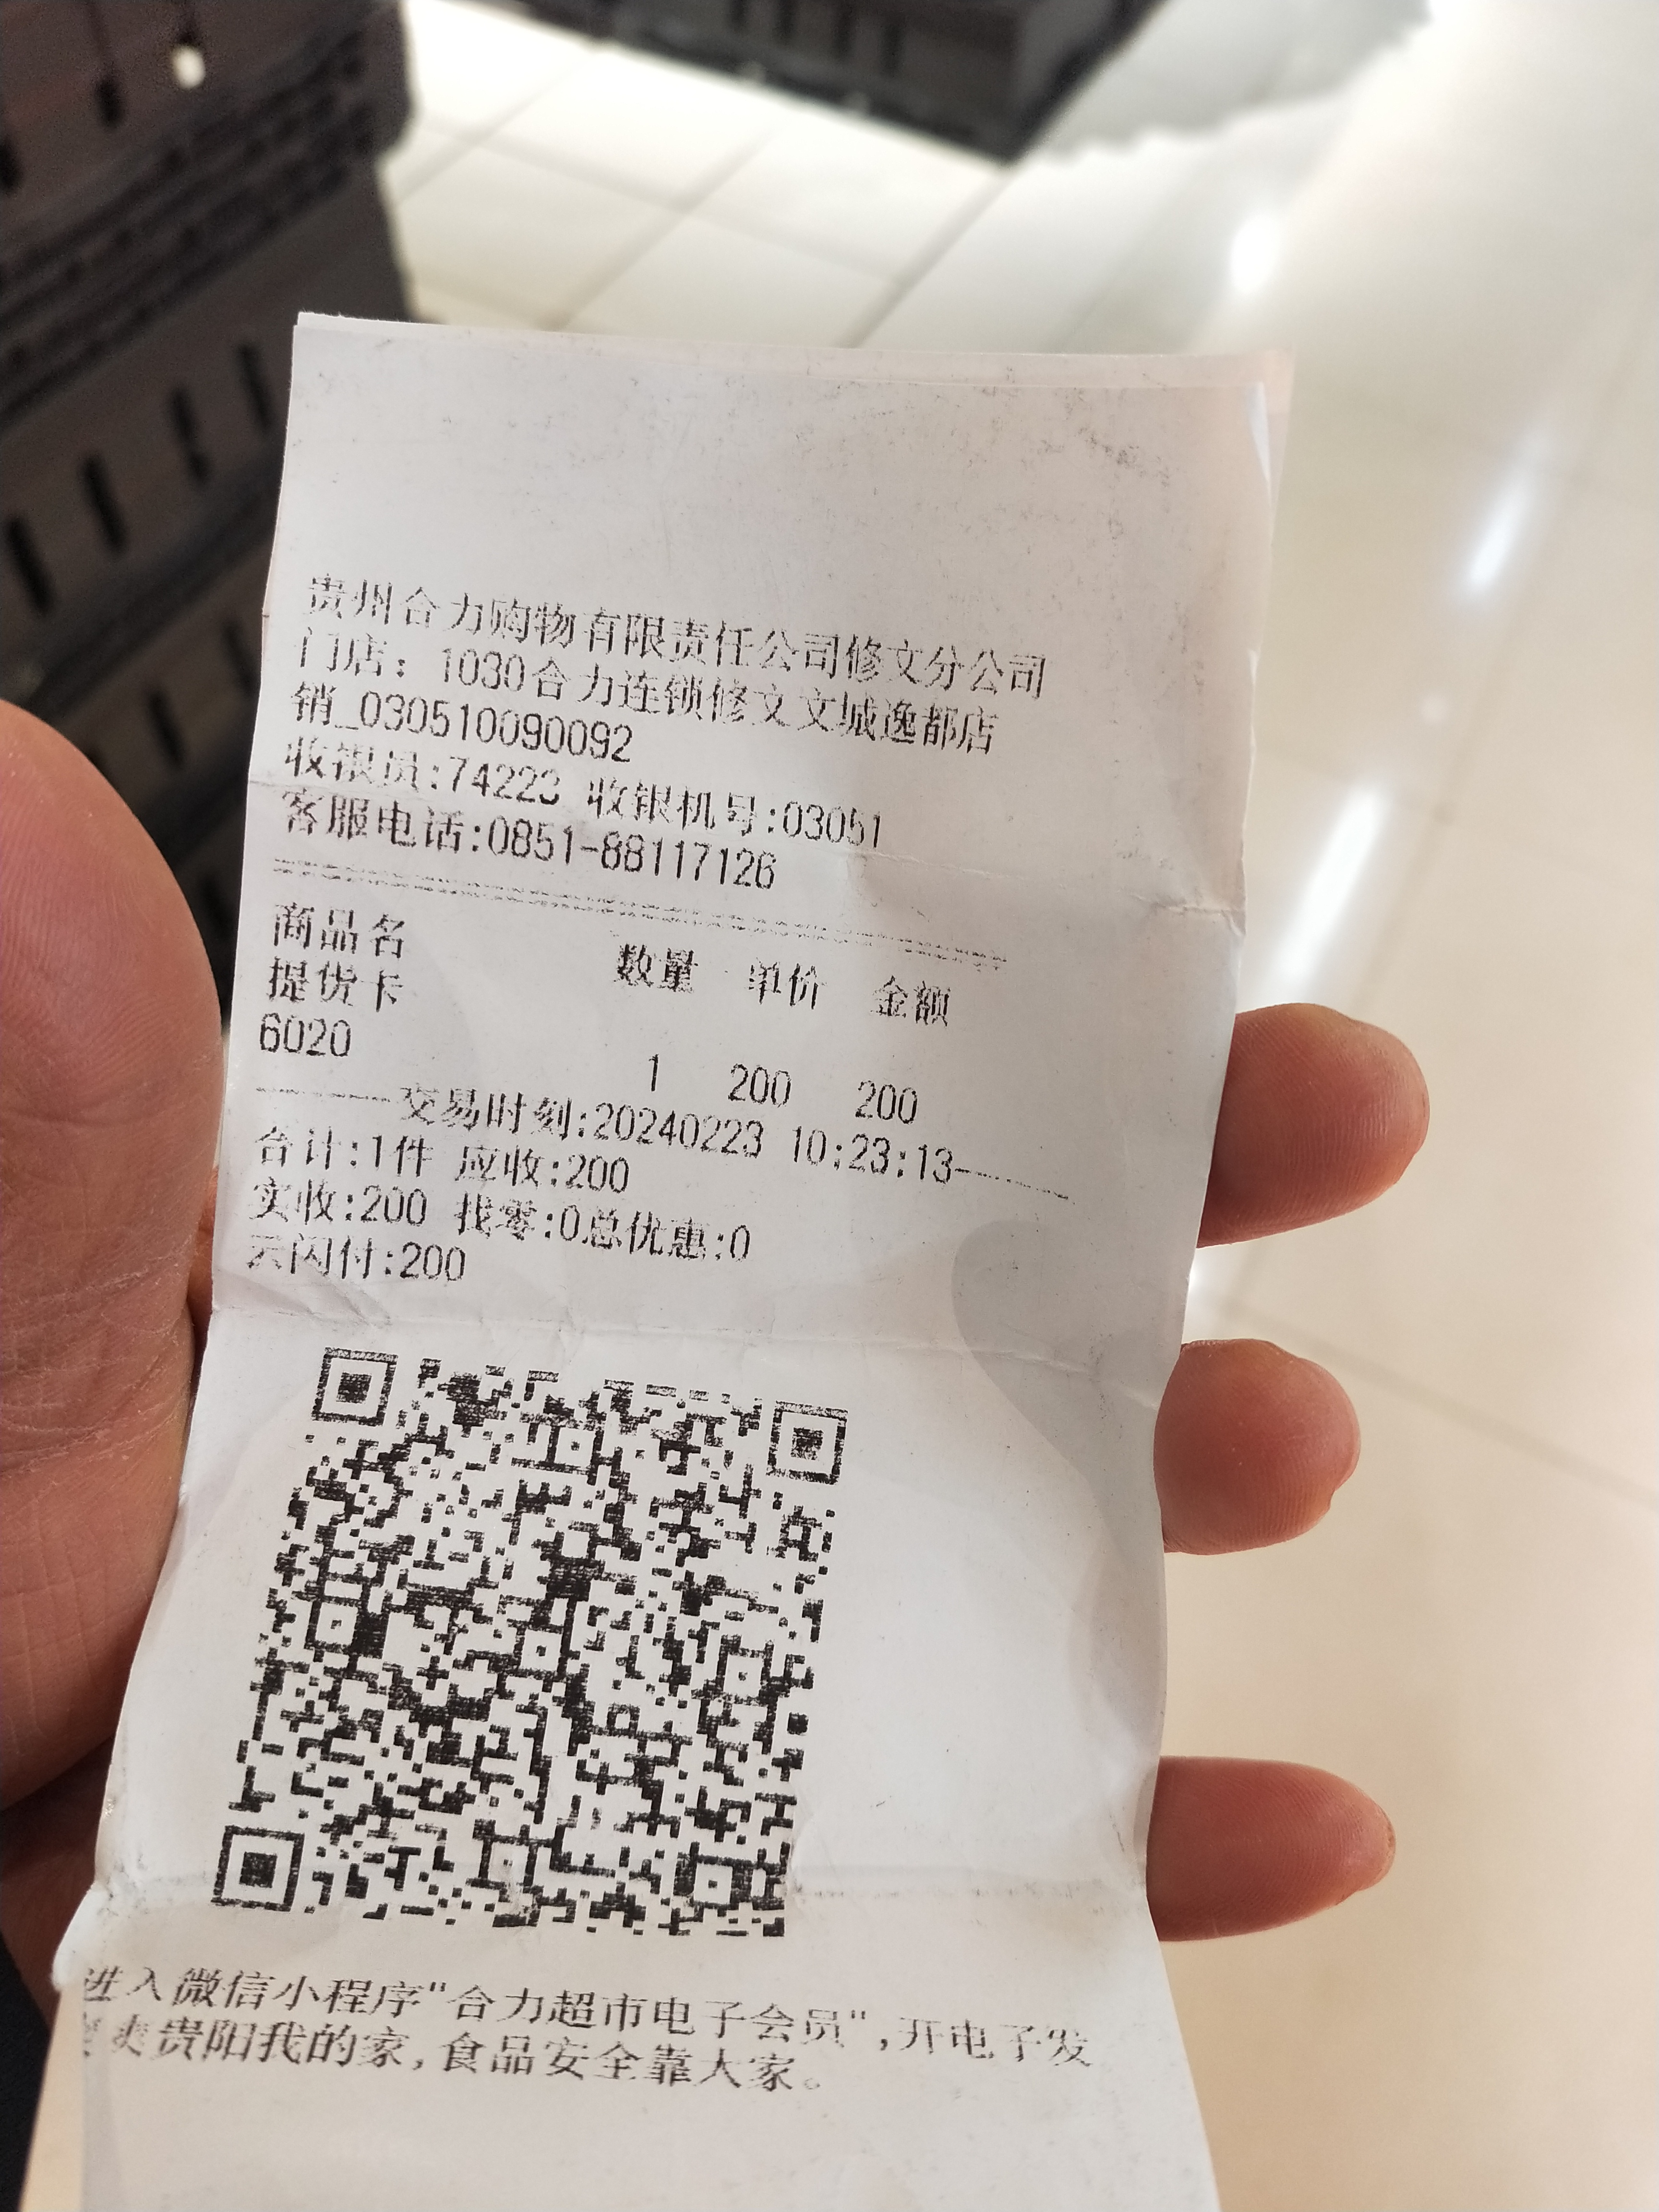 贵州合力购物有限责任公司修文分公司
门店：1030合力连锁修文文城逸都店
销_030510090092
收银员:74223 收银机号:03051
客服电话:0851-88117126
商品名 数量 单价 金额
提货卡
6020
1 200 200
--------交易时刻:20240223 10:23:13--------
合计:1件 应收:200
实收:200 找零:0总优惠:0
云闪付:200
进入微信小程序"合力超市电子会员",开电子发
爽贵阳我的家,食品安全靠大家。